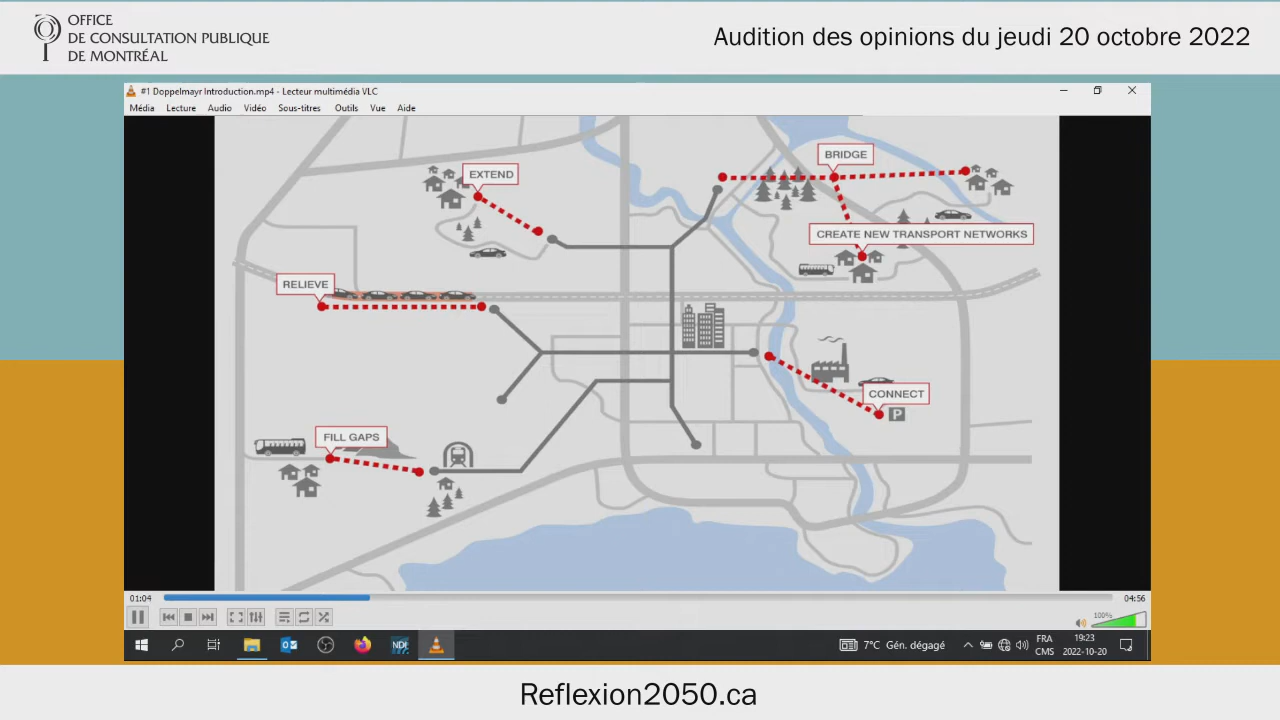 OFFICE
DE CONSULTATION PUBLIQUE
DE MONTRÉAL
Audition des opinions du jeudi 20 octobre 2022
#1 Doppelmayr Introduction.mp4 - Lecteur multimédia VLC
Média Lecture Audio Vidéo Sous-titres Outils Vue Aide
BRIDGE
EXTEND
CREATE NEW TRANSPORT NETWORKS
RELIEVE
CONNECT
P
FILL GAPS
01:04
04:56
100%
7°C Gén. dégagé
FRA
CMS
19:23
2022-10-20
Reflexion2050.ca